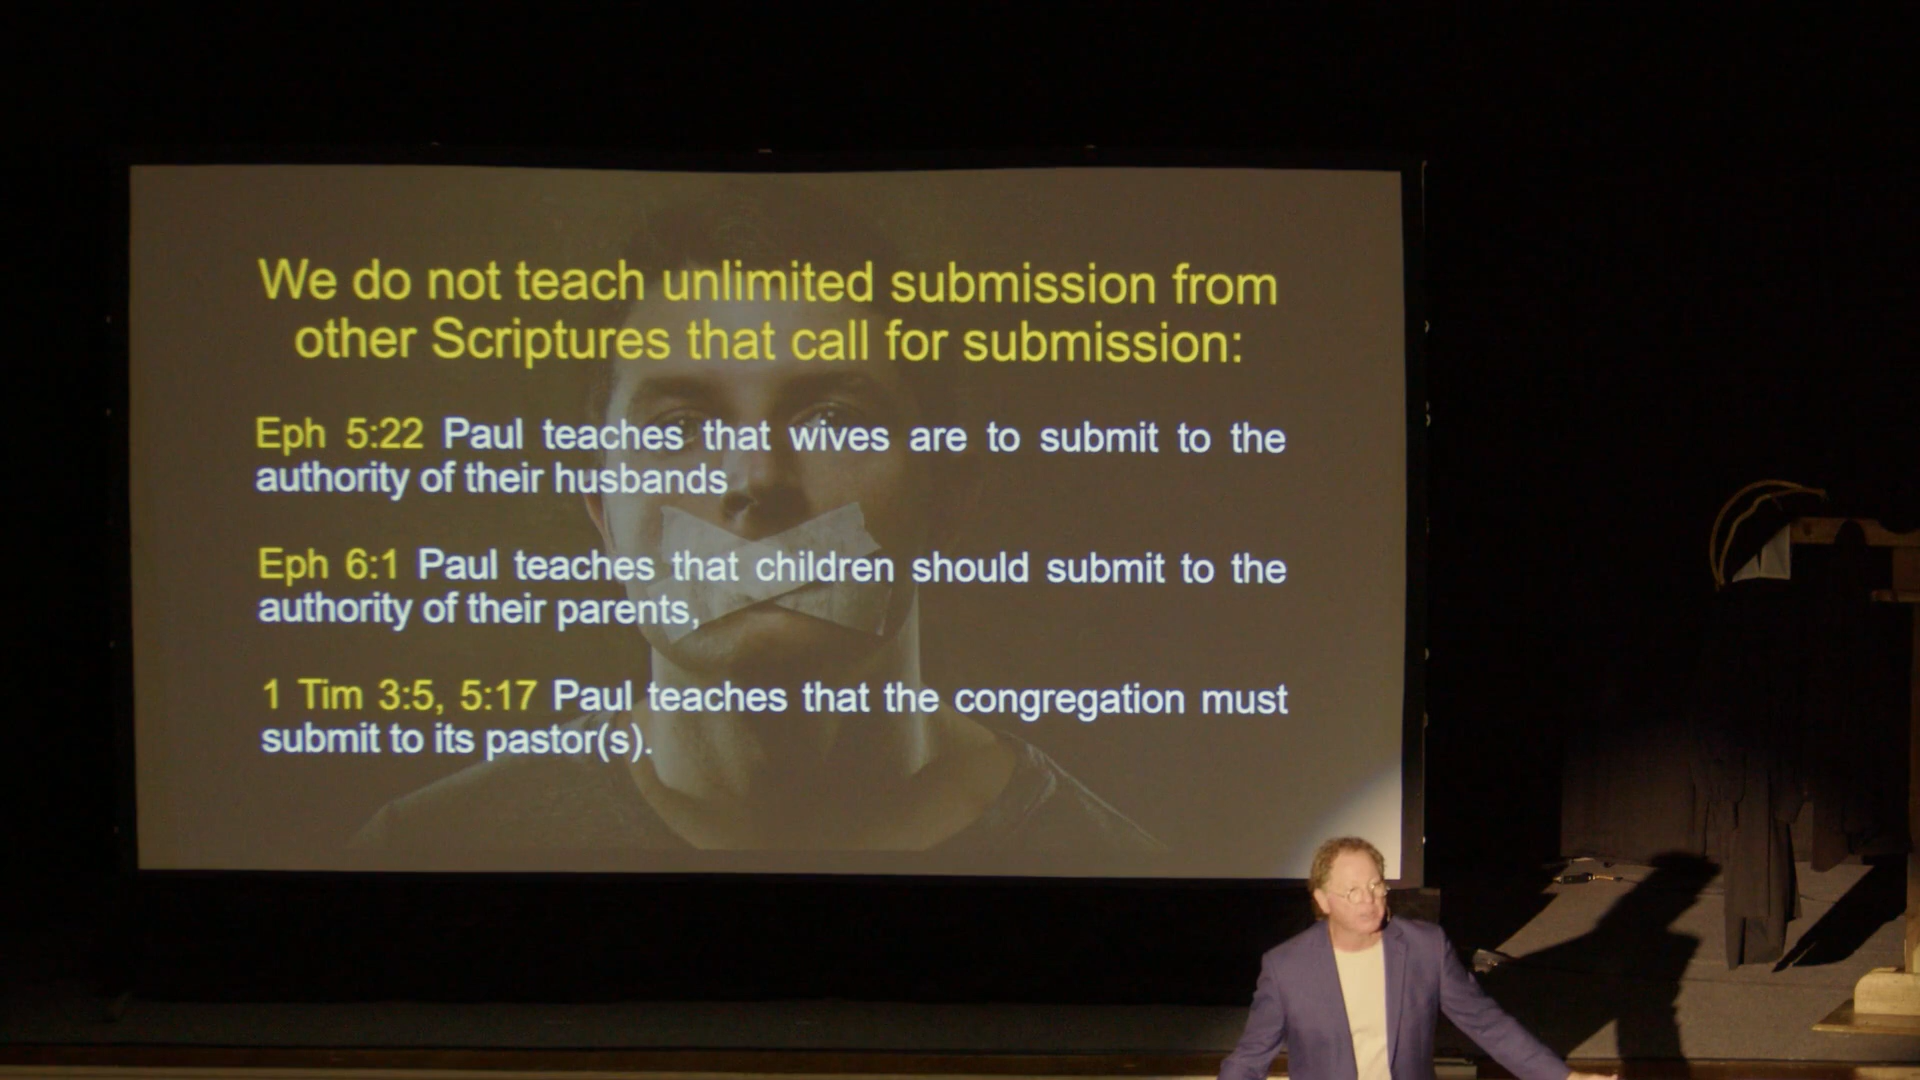 We do not teach unlimited submission from
other Scriptures that call for submission:
Eph 5:22 Paul teaches that wives are to submit to the
authority of their husbands
Eph 6:1 Paul teaches that children should submit to the
authority of their parents,
1 Tim 3:5, 5:17 Paul teaches that the congregation must
submit to its pastor(s).